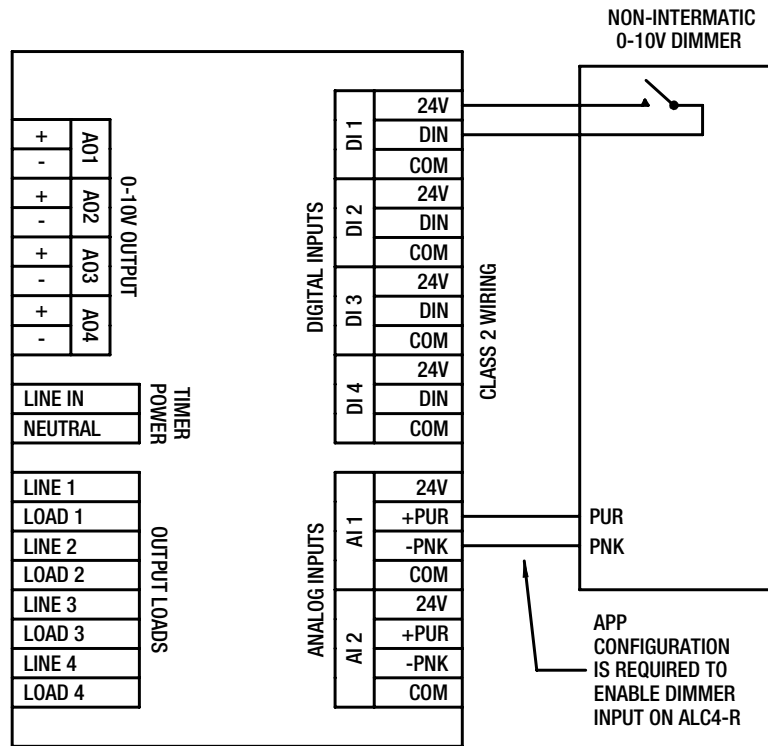 NON-INTERMATIC
0-10V DIMMER
+
-
AO1
+
-
AO2
+
-
AO3
+
-
AO4
0-10V OUTPUT
LINE IN
NEUTRAL
TIMER
POWER
LINE 1
LOAD 1
LINE 2
LOAD 2
LINE 3
LOAD 3
LINE 4
LOAD 4
OUTPUT LOADS
DIGITAL INPUTS
DI 1
24V
DIN
COM
DI 2
24V
DIN
COM
DI 3
24V
DIN
COM
DI 4
24V
DIN
COM
CLASS 2 WIRING
ANALOG INPUTS
AI 1
24V
+PUR
-PNK
COM
AI 2
24V
+PUR
-PNK
COM
PUR
PNK
APP
CONFIGURATION
IS REQUIRED TO
ENABLE DIMMER
INPUT ON ALC4-R